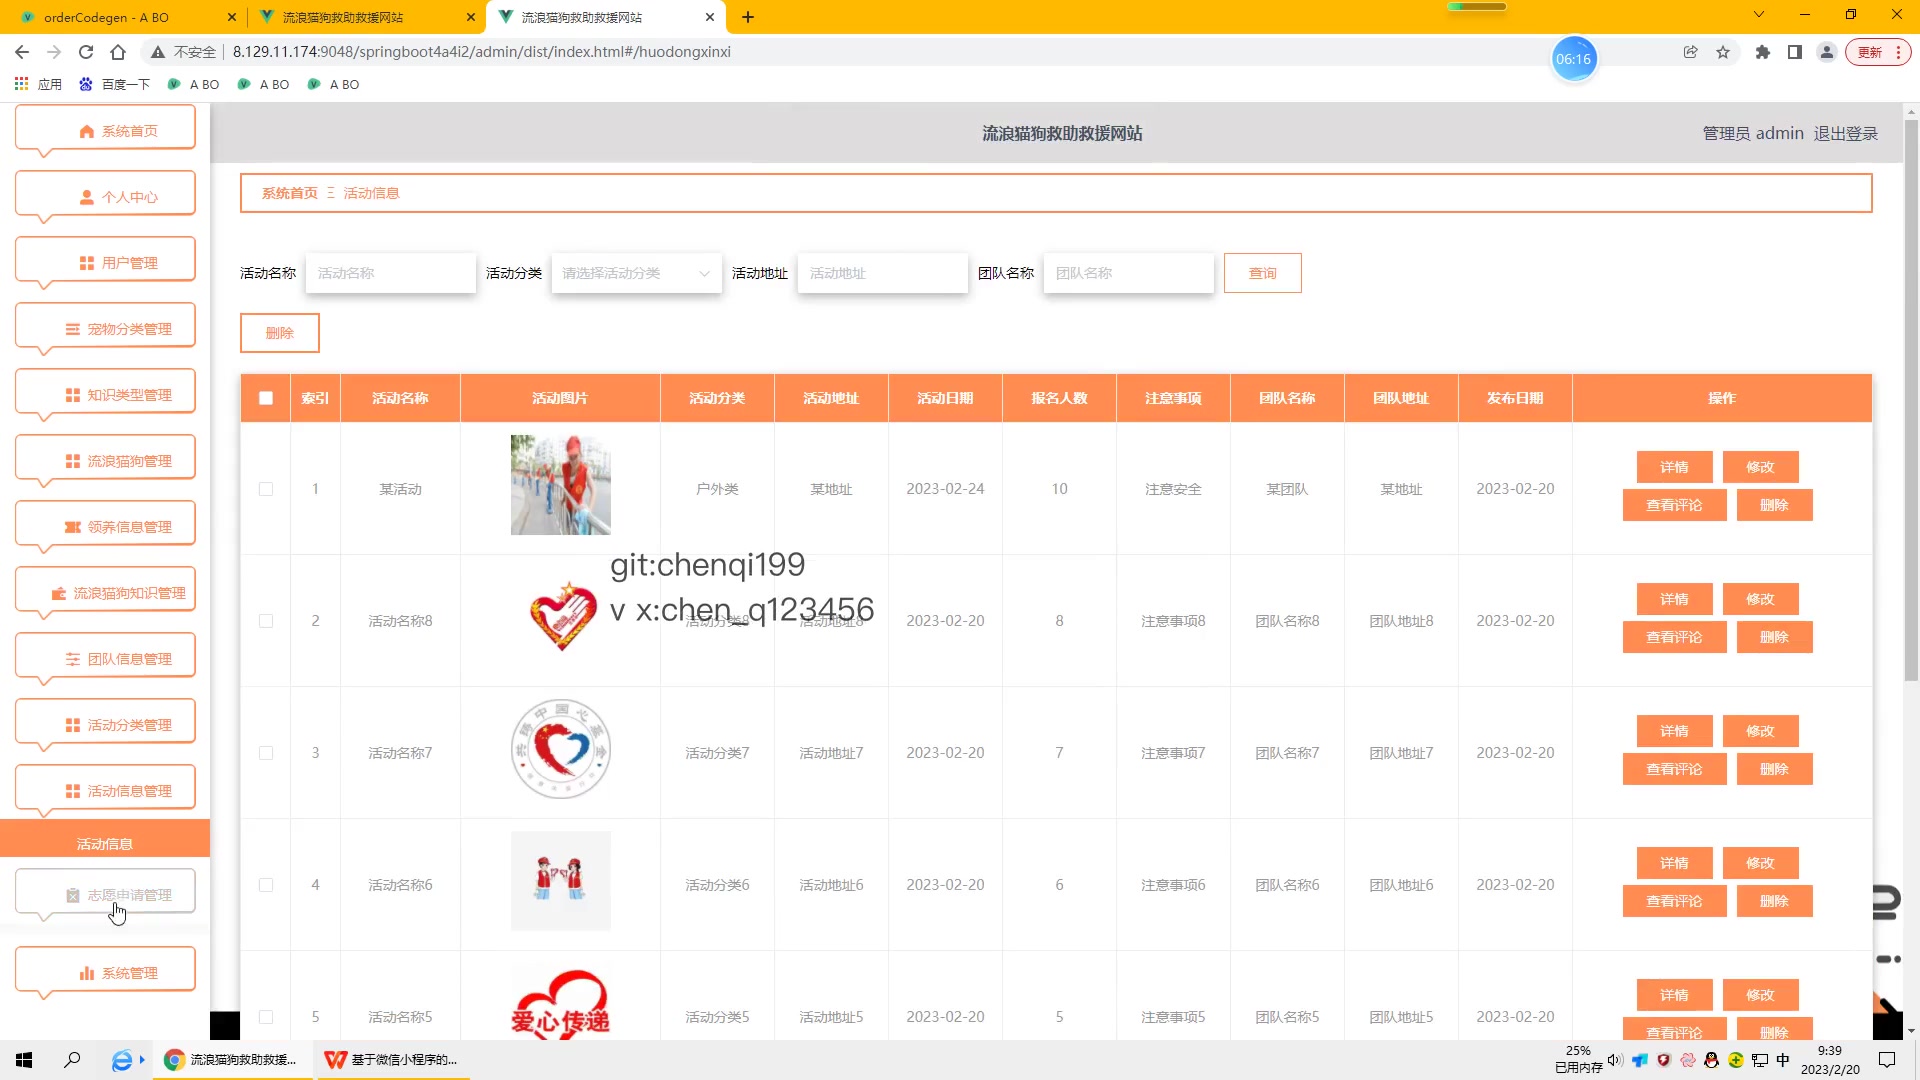 orderCodegen - A BO
流浪猫狗救助救援网站
流浪猫狗救助救援网站
不安全
8.129.11.174:9048/springboot4a4i2/admin/dist/index.html#/huodongxinxi
06:16
更新
应用
百度一下
A BO
A BO
A BO
流浪猫狗救助救援网站
管理员 admin
退出登录
系统首页
个人中心
用户管理
宠物分类管理
知识类型管理
流浪猫狗管理
领养信息管理
流浪猫狗知识管理
团队信息管理
活动分类管理
活动信息管理
活动信息
志愿申请管理
系统管理
系统首页 Ξ 活动信息
活动名称 活动名称 活动分类 请选择活动分类 活动地址 活动地址 团队名称 团队名称 查询
删除
索引 活动名称 活动图片 活动分类 活动地址 活动日期 报名人数 注意事项 团队名称 团队地址 发布日期 操作
1 某活动 户外类 某地址 2023-02-24 10 注意安全 某团队 某地址 2023-02-20
详情 修改
查看评论 删除
git:chenqi199
v x:chen_q123456
2 活动名称8 活动分类8 活动地址8 2023-02-20 8 注意事项8 团队名称8 团队地址8 2023-02-20
详情 修改
查看评论 删除
共铸中国心基金会
3 活动名称7 活动分类7 活动地址7 2023-02-20 7 注意事项7 团队名称7 团队地址7 2023-02-20
详情 修改
查看评论 删除
4 活动名称6 活动分类6 活动地址6 2023-02-20 6 注意事项6 团队名称6 团队地址6 2023-02-20
详情 修改
查看评论 删除
爱心传递
5 活动名称5 活动分类5 活动地址5 2023-02-20 5 注意事项5 团队名称5 团队地址5 2023-02-20
详情 修改
查看评论 删除
流浪猫狗救助救援...
基于微信小程序的...
25%
已用内存
中
9:39
2023/2/20